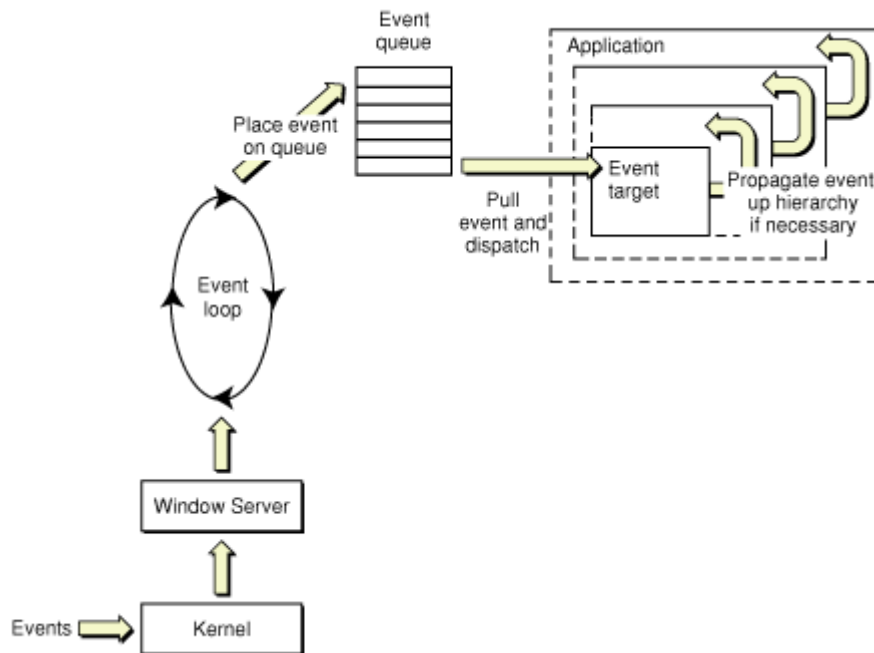 Event
queue
Application
Place event
on queue
Event
target
Propagate event
up hierarchy
if necessary
Pull
event and
dispatch
Event
loop
Window Server
Events
Kernel